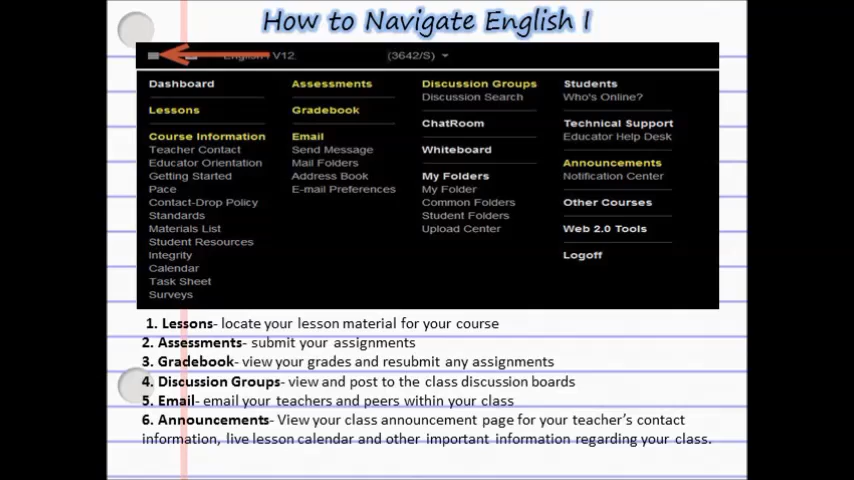 How to Navigate English I
English I V12 (3642/S)
Dashboard
Lessons
Course Information
Teacher Contact
Educator Orientation
Getting Started
Pace
Contact-Drop Policy
Standards
Materials List
Student Resources
Integrity
Calendar
Task Sheet
Surveys
Assessments
Gradebook
Email
Send Message
Mail Folders
Address Book
E-mail Preferences
Discussion Groups
Discussion Search
ChatRoom
Whiteboard
My Folders
My Folder
Common Folders
Student Folders
Upload Center
Students
Who's Online?
Technical Support
Educator Help Desk
Announcements
Notification Center
Other Courses
Web 2.0 Tools
Logoff
1. Lessons- locate your lesson material for your course
2. Assessments- submit your assignments
3. Gradebook- view your grades and resubmit any assignments
4. Discussion Groups- view and post to the class discussion boards
5. Email- email your teachers and peers within your class
6. Announcements- View your class announcement page for your teacher's contact
information, live lesson calendar and other important information regarding your class.